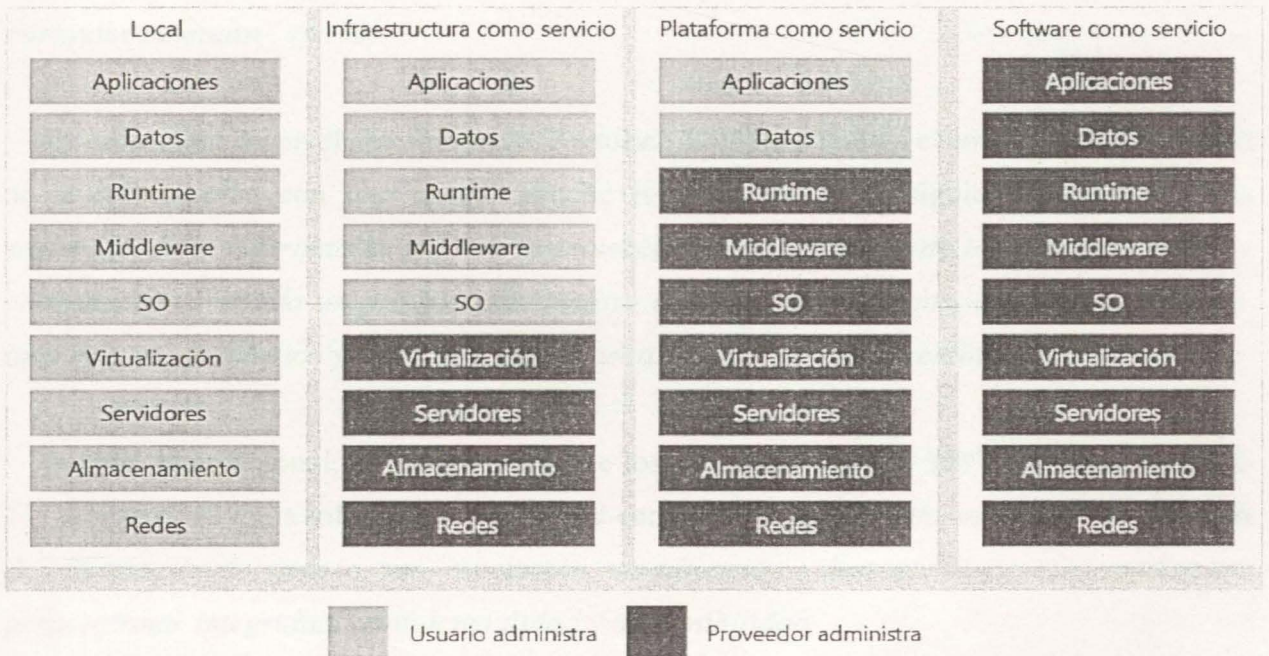 Local Infraestructura como servicio Plataforma como servicio Software como servicio
Aplicaciones Aplicaciones Aplicaciones Aplicaciones
Datos Datos Datos Datos
Runtime Runtime Runtime Runtime
Middleware Middleware Middleware Middleware
SO SO SO SO
Virtualización Virtualización Virtualización Virtualización
Servidores Servidores Servidores Servidores
Almacenamiento Almacenamiento Almacenamiento Almacenamiento
Redes Redes Redes Redes
Usuario administra Proveedor administra